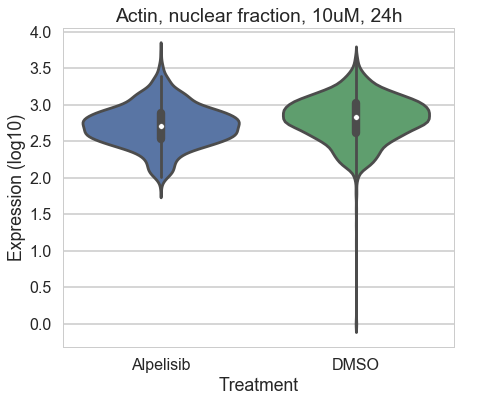 Actin, nuclear fraction, 10uM, 24h
4.0
3.5
3.0
2.5
2.0
1.5
1.0
0.5
0.0
Expression (log10)
Alpelisib
DMSO
Treatment